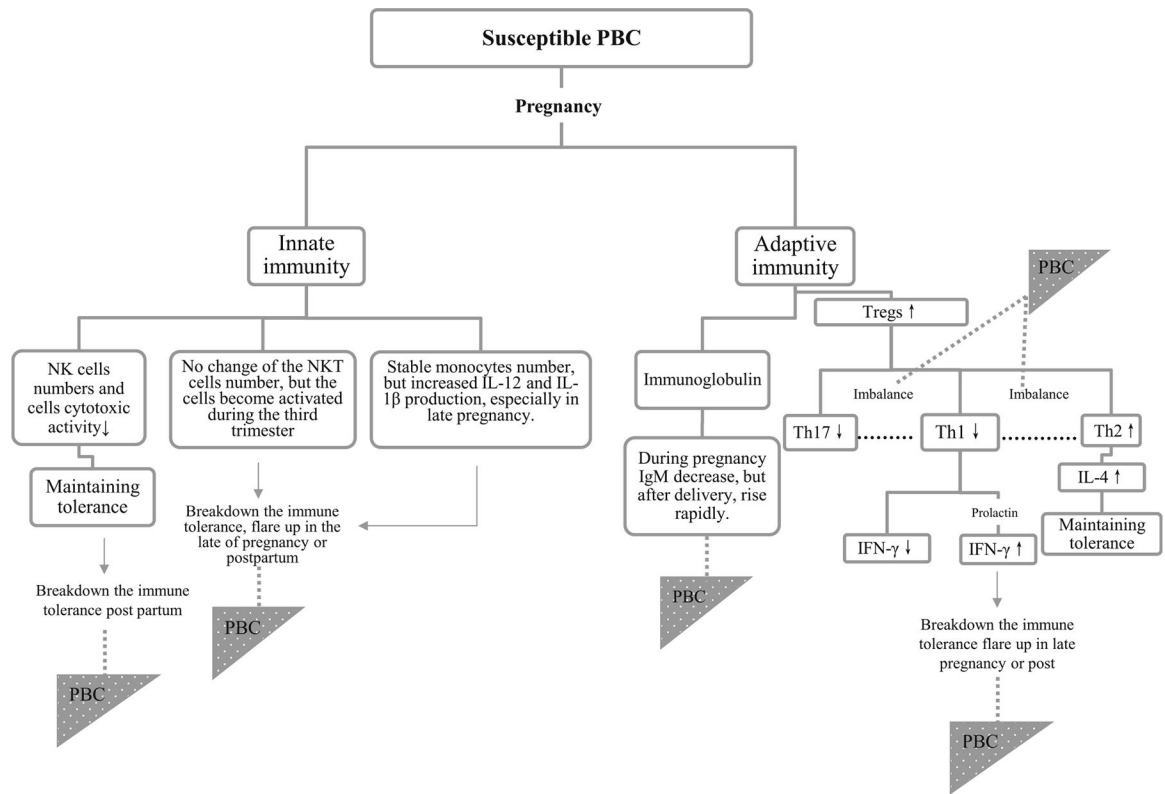 Susceptible PBC
Pregnancy
Innate
immunity
Adaptive
immunity
PBC
Tregs ↑
NK cells
numbers and
cells cytotoxic
activity↓
No change of the NKT
cells number, but the
cells become activated
during the third
trimester
Stable monocytes number,
but increased IL-12 and IL-
1β production, especially in
late pregnancy.
Immunoglobulin
Imbalance
Imbalance
Th17 ↓
Th1 ↓
Th2 ↑
Maintaining
tolerance
During pregnancy
IgM decrease, but
after delivery, rise
rapidly.
IL-4 ↑
Maintaining
tolerance
Prolactin
IFN-γ ↓
IFN-γ ↑
Breakdown the immune
tolerance, flare up in the
late of pregnancy or
postpartum
Breakdown the immune
tolerance post partum
PBC
PBC
PBC
Breakdown the immune
tolerance flare up in late
pregnancy or post
PBC